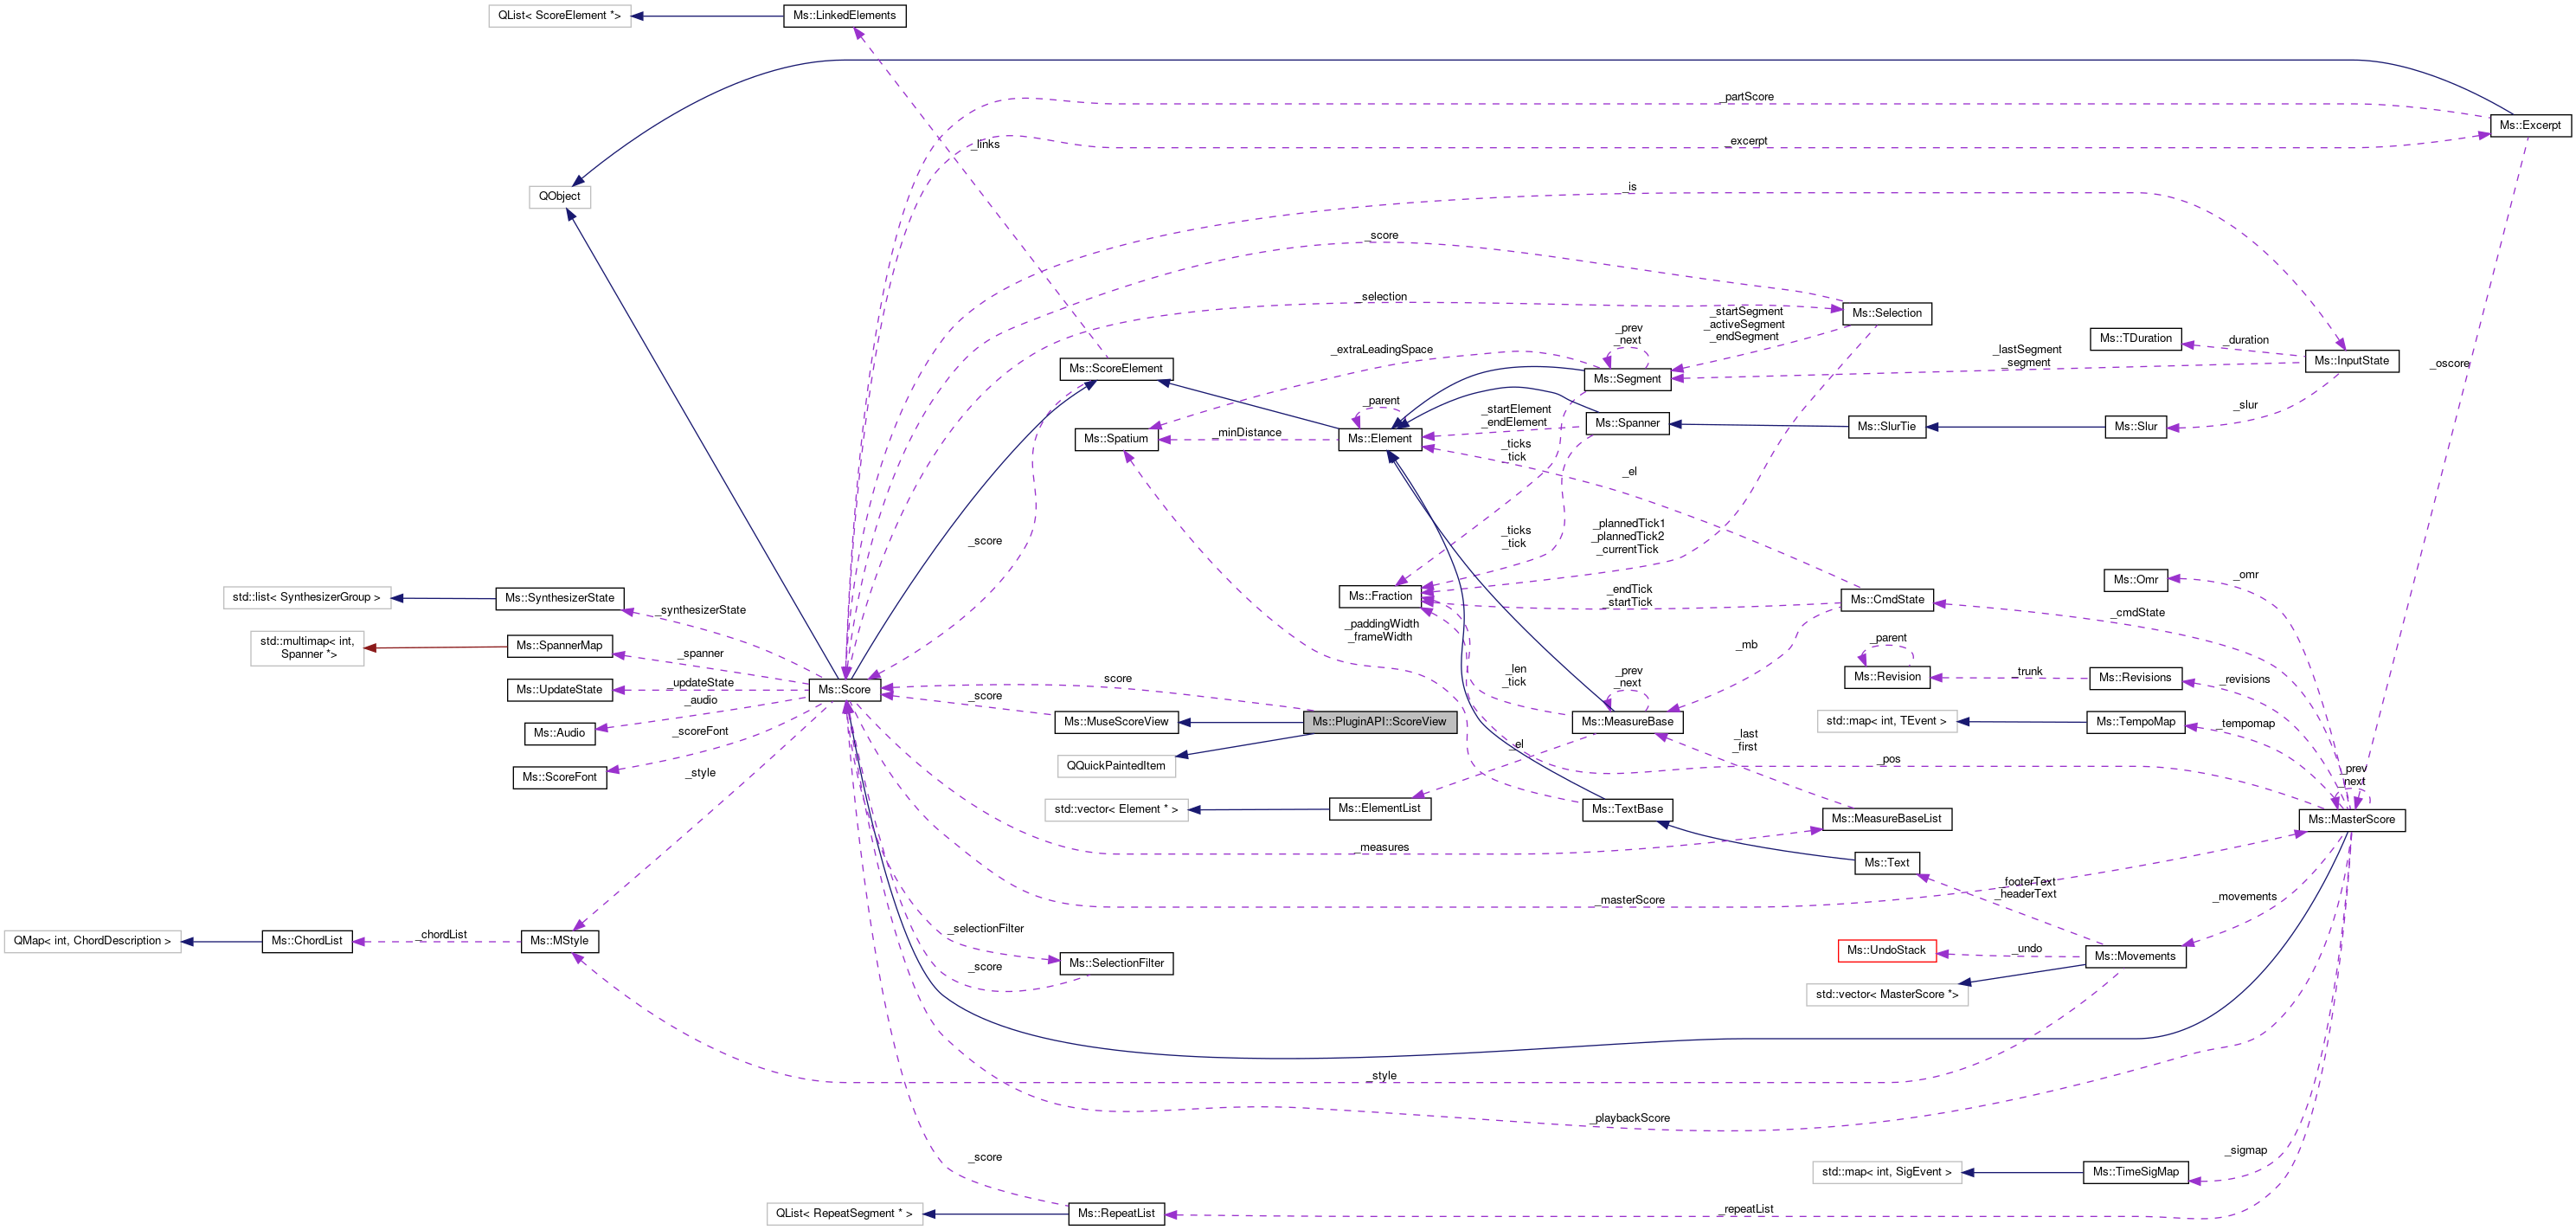 QList< ScoreElement *>
Ms::LinkedElements
_partScore
Ms::Excerpt
_links
_excerpt
QObject
_is
_score
_selection
Ms::Selection
_startSegment
_activeSegment
_endSegment
_prev
_next
_extraLeadingSpace
Ms::TDuration
_duration
_lastSegment
_segment
Ms::InputState
_oscore
Ms::ScoreElement
Ms::Segment
_parent
_startElement
_endElement
Ms::Spanner
Ms::SlurTie
Ms::Slur
_slur
Ms::Spatium
_minDistance
Ms::Element
_ticks
_tick
_el
_score
_ticks
_tick
_plannedTick1
_plannedTick2
_currentTick
std::list< SynthesizerGroup >
Ms::SynthesizerState
_synthesizerState
Ms::Fraction
_endTick
_startTick
Ms::CmdState
Ms::Omr
_omr
_cmdState
std::multimap< int,
Spanner *>
Ms::SpannerMap
_spanner
_paddingWidth
_frameWidth
_mb
_parent
Ms::Revision
_trunk
Ms::Revisions
_revisions
Ms::UpdateState
_updateState
Ms::Score
score
_len
_tick
_prev
_next
_audio
Ms::Audio
_score
Ms::MuseScoreView
Ms::PluginAPI::ScoreView
Ms::MeasureBase
std::map< int, TEvent >
Ms::TempoMap
_tempomap
_scoreFont
Ms::ScoreFont
_style
QQuickPaintedItem
_el
_last
_first
_pos
_prev
_next
std::vector< Element * >
Ms::ElementList
Ms::TextBase
Ms::MeasureBaseList
Ms::MasterScore
_measures
Ms::Text
_masterScore
_footerText
_headerText
_movements
QMap< int, ChordDescription >
Ms::ChordList
_chordList
Ms::MStyle
_selectionFilter
Ms::SelectionFilter
_score
Ms::UndoStack
_undo
Ms::Movements
std::vector< MasterScore *>
_style
_playbackScore
_score
std::map< int, SigEvent >
Ms::TimeSigMap
_sigmap
QList< RepeatSegment * >
Ms::RepeatList
_repeatList